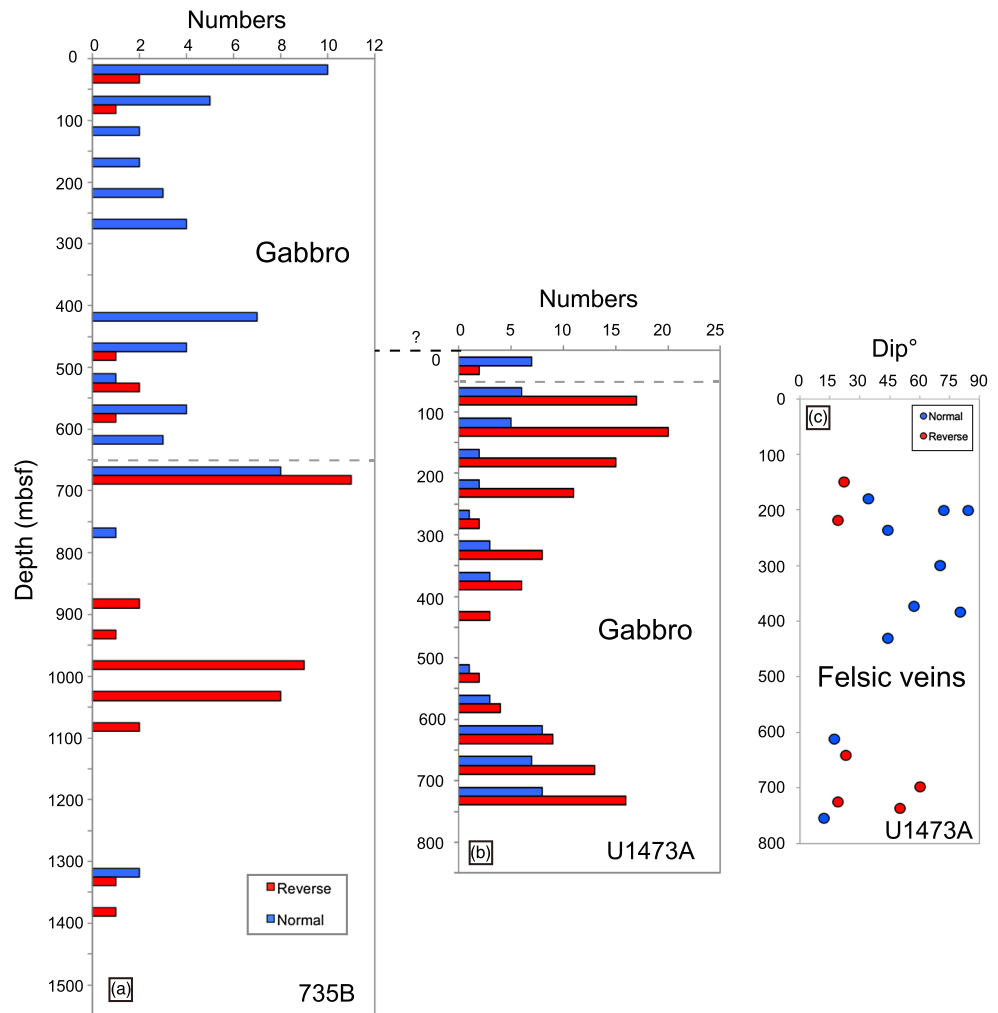 Numbers
0 2 4 6 8 10 12
0
100
200
300
400
500
600
700
800
900
1000
1100
1200
1300
1400
1500
Depth (mbsf)
Gabbro
Reverse
Normal
(a)
735B
?
Numbers
0 5 10 15 20 25
0
100
200
300
400
500
600
700
800
Gabbro
(b)
U1473A
Dip°
0 15 30 45 60 75 90
0
100
200
300
400
500
600
700
800
(c)
Normal
Reverse
Felsic veins
U1473A